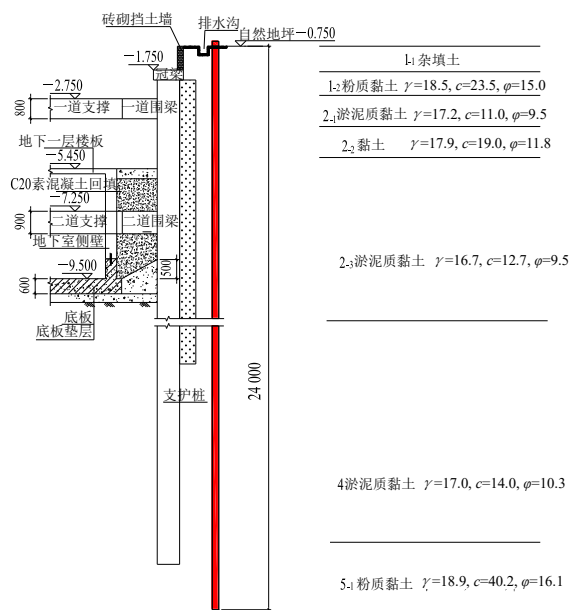 砖砌挡土墙
排水沟
自然地坪 −0.750
−1.750
冠梁
−2.750
800
一道支撑
一道围梁
地下一层楼板
−5.450
C20素混凝土回填
−7.250
900
二道支撑
二道围梁
地下室侧壁
−9.500
500
600
底板
底板垫层
支护桩
24 000
1-1 杂填土
1-2 粉质黏土 γ=18.5, c=23.5, φ=15.0
2-1 淤泥质黏土 γ=17.2, c=11.0, φ=9.5
2-2 黏土 γ=17.9, c=19.0, φ=11.8
2-3 淤泥质黏土 γ=16.7, c=12.7, φ=9.5
4 淤泥质黏土 γ=17.0, c=14.0, φ=10.3
5-1 粉质黏土 γ=18.9, c=40.2, φ=16.1